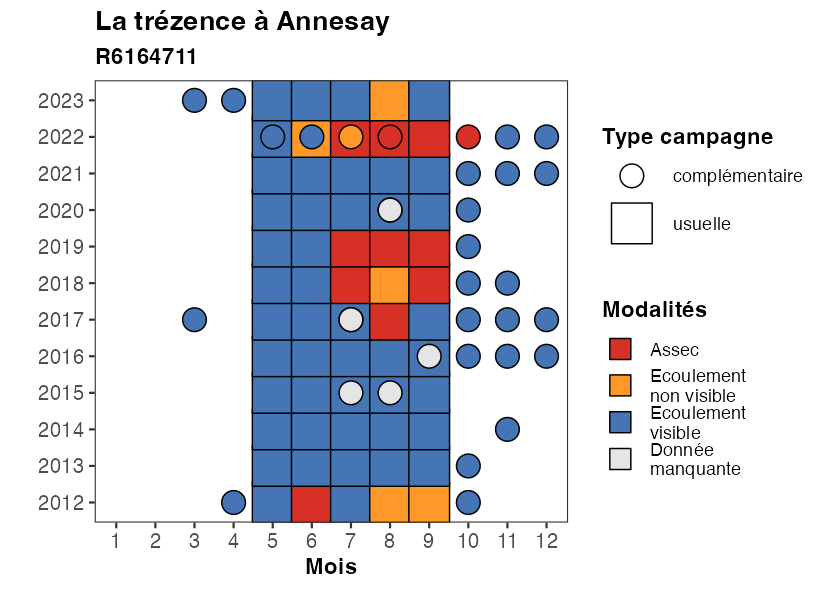 La trézence à Annesay
R6164711
2023
2022
2021
2020
2019
2018
2017
2016
2015
2014
2013
2012
1 2 3 4 5 6 7 8 9 10 11 12
Mois
Type campagne
complémentaire
usuelle
Modalités
Assec
Ecoulement
non visible
Ecoulement
visible
Donnée
manquante